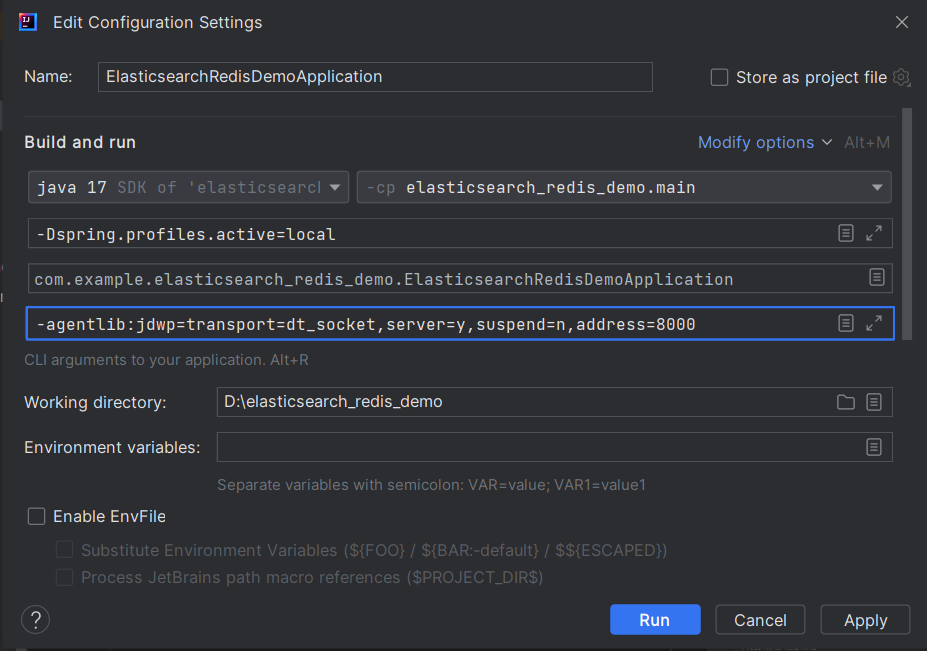 Edit Configuration Settings
Name: ElasticsearchRedisDemoApplication Store as project file
Build and run Modify options Alt+M
java 17 SDK of 'elasticsearcl -cp elasticsearch_redis_demo.main
-Dspring.profiles.active=local
com.example.elasticsearch_redis_demo.ElasticsearchRedisDemoApplication
-agentlib:jdwp=transport=dt_socket,server=y,suspend=n,address=8000
CLI arguments to your application. Alt+R
Working directory: D:\elasticsearch_redis_demo
Environment variables:
Separate variables with semicolon: VAR=value; VAR1=value1
Enable EnvFile
Substitute Environment Variables (${FOO} / ${BAR:-default} / $${ESCAPED})
Process JetBrains path macro references ($PROJECT_DIR$)
? Run Cancel Apply